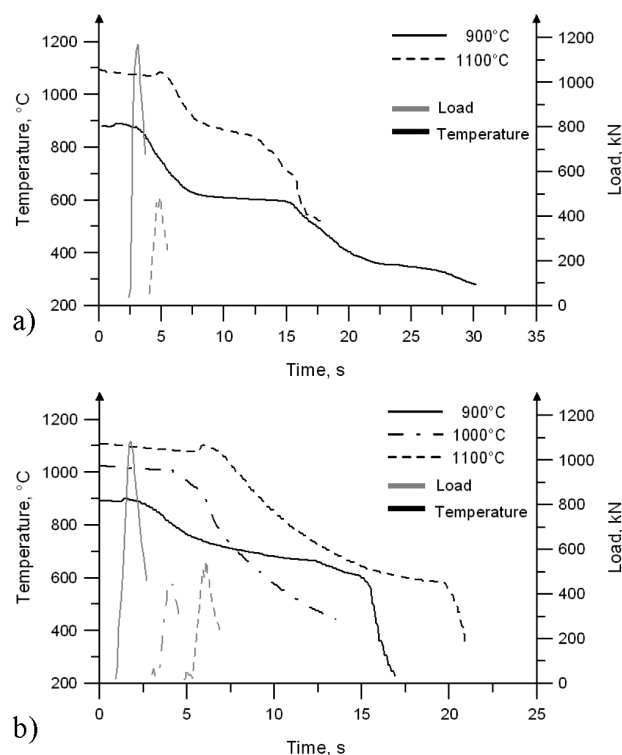 900°C
1100°C
Load
Temperature
Temperature, °C
1200
1000
800
600
400
200
Load, kN
1200
1000
800
600
400
200
0
0 5 10 15 20 25 30 35
Time, s
a)
900°C
1000°C
1100°C
Load
Temperature
Temperature, °C
1200
1000
800
600
400
200
Load, kN
1200
1000
800
600
400
200
0
0 5 10 15 20 25
Time, s
b)